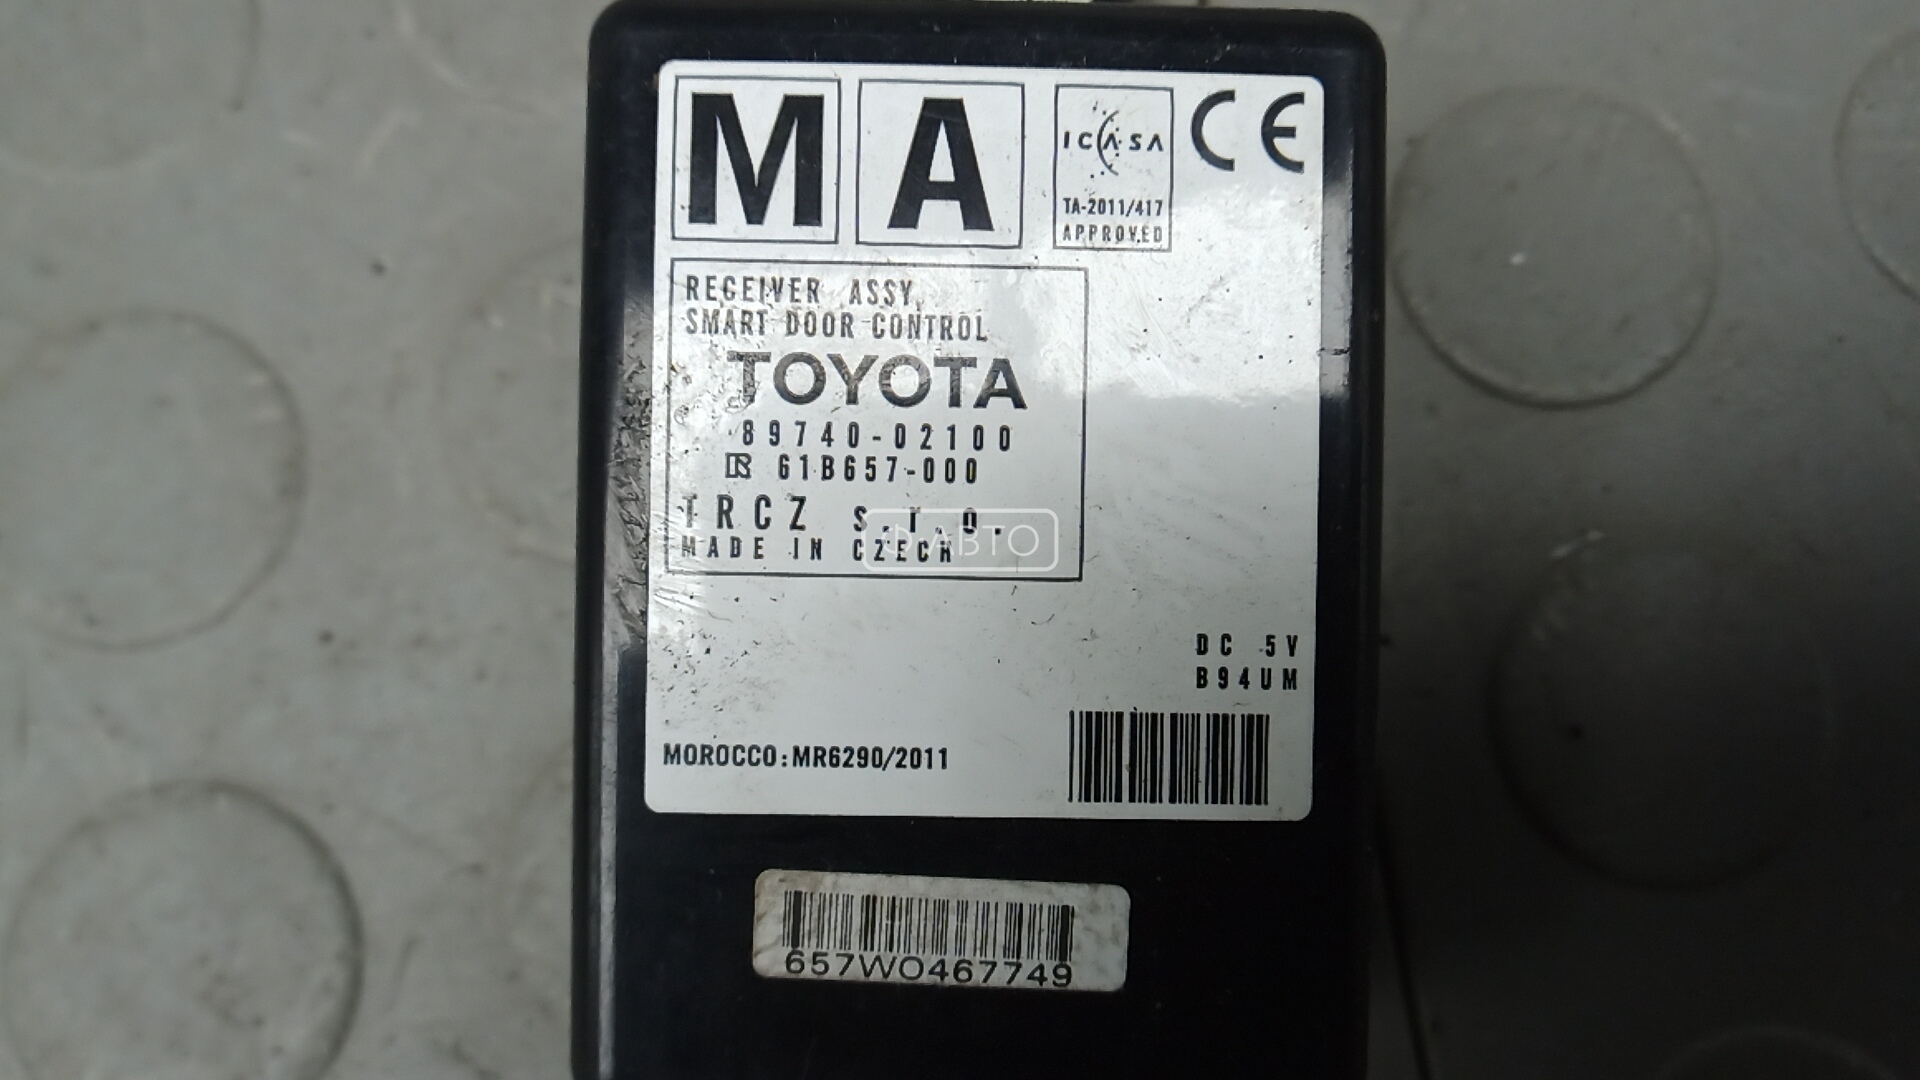 M A
ICASA
TA-2011/417
APPROVED
CE
RECEIVER ASSY,
SMART DOOR CONTROL
TOYOTA
89740-02100
R 61B657-000
TRCZ s.r.o.
MADE IN CZECH
ФАВТО
DC 5V
B94UM
MOROCCO:MR6290/2011
657W0467749